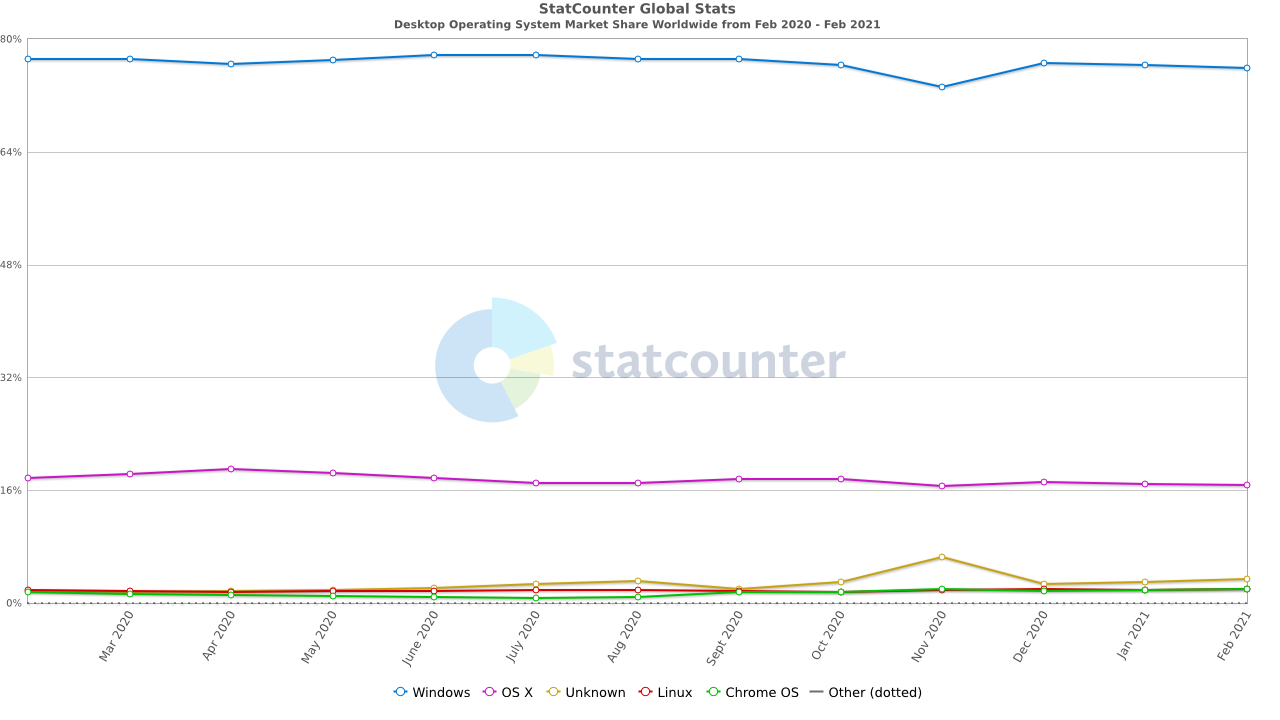 StatCounter Global Stats
Desktop Operating System Market Share Worldwide from Feb 2020 - Feb 2021
80%
64%
48%
32%
16%
0%
statcounter
Mar 2020
Apr 2020
May 2020
June 2020
July 2020
Aug 2020
Sept 2020
Oct 2020
Nov 2020
Dec 2020
Jan 2021
Feb 2021
Windows OS X Unknown Linux Chrome OS Other (dotted)